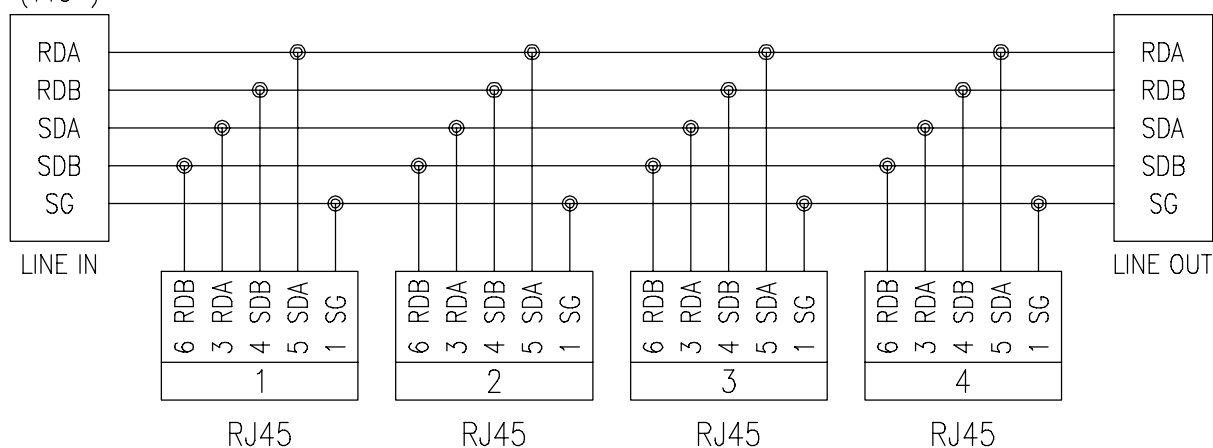 RDA
RDB
SDA
SDB
SG
LINE IN
RDA
RDB
SDA
SDB
SG
LINE OUT
6 RDB
3 RDA
4 SDB
5 SDA
1 SG
1
RJ45
6 RDB
3 RDA
4 SDB
5 SDA
1 SG
2
RJ45
6 RDB
3 RDA
4 SDB
5 SDA
1 SG
3
RJ45
6 RDB
3 RDA
4 SDB
5 SDA
1 SG
4
RJ45